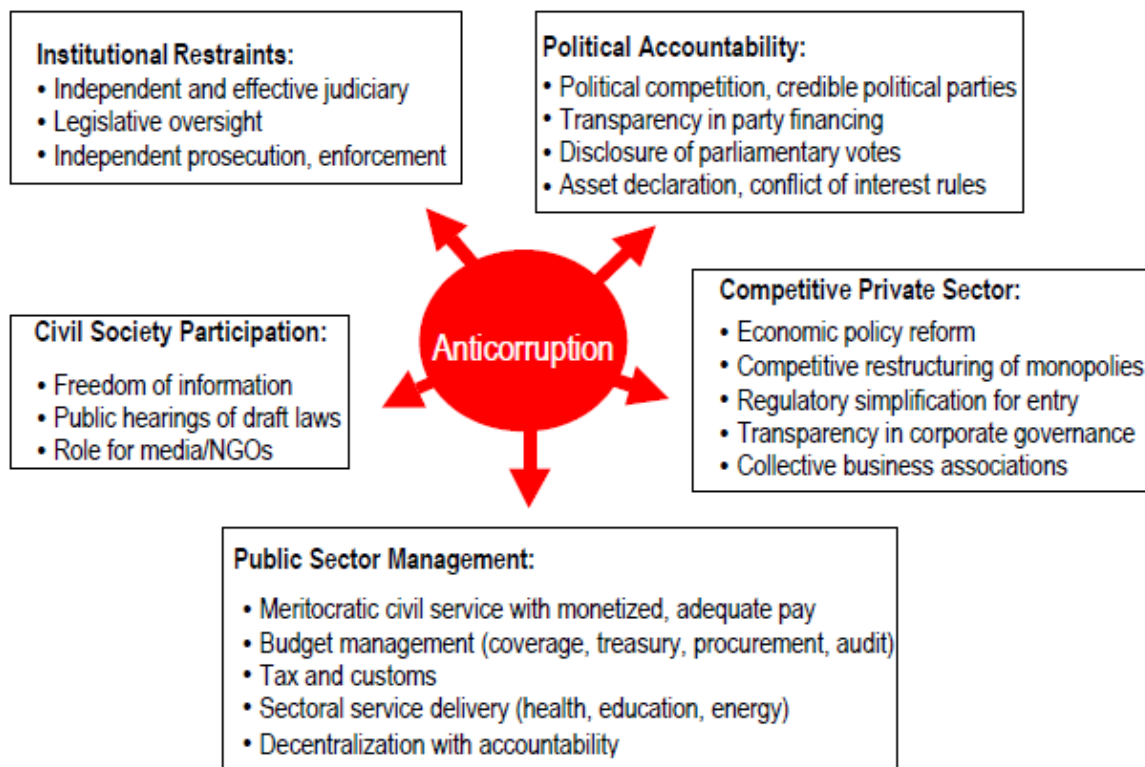 Institutional Restraints:
• Independent and effective judiciary
• Legislative oversight
• Independent prosecution, enforcement
Political Accountability:
• Political competition, credible political parties
• Transparency in party financing
• Disclosure of parliamentary votes
• Asset declaration, conflict of interest rules
Anticorruption
Civil Society Participation:
• Freedom of information
• Public hearings of draft laws
• Role for media/NGOs
Competitive Private Sector:
• Economic policy reform
• Competitive restructuring of monopolies
• Regulatory simplification for entry
• Transparency in corporate governance
• Collective business associations
Public Sector Management:
• Meritocratic civil service with monetized, adequate pay
• Budget management (coverage, treasury, procurement, audit)
• Tax and customs
• Sectoral service delivery (health, education, energy)
• Decentralization with accountability